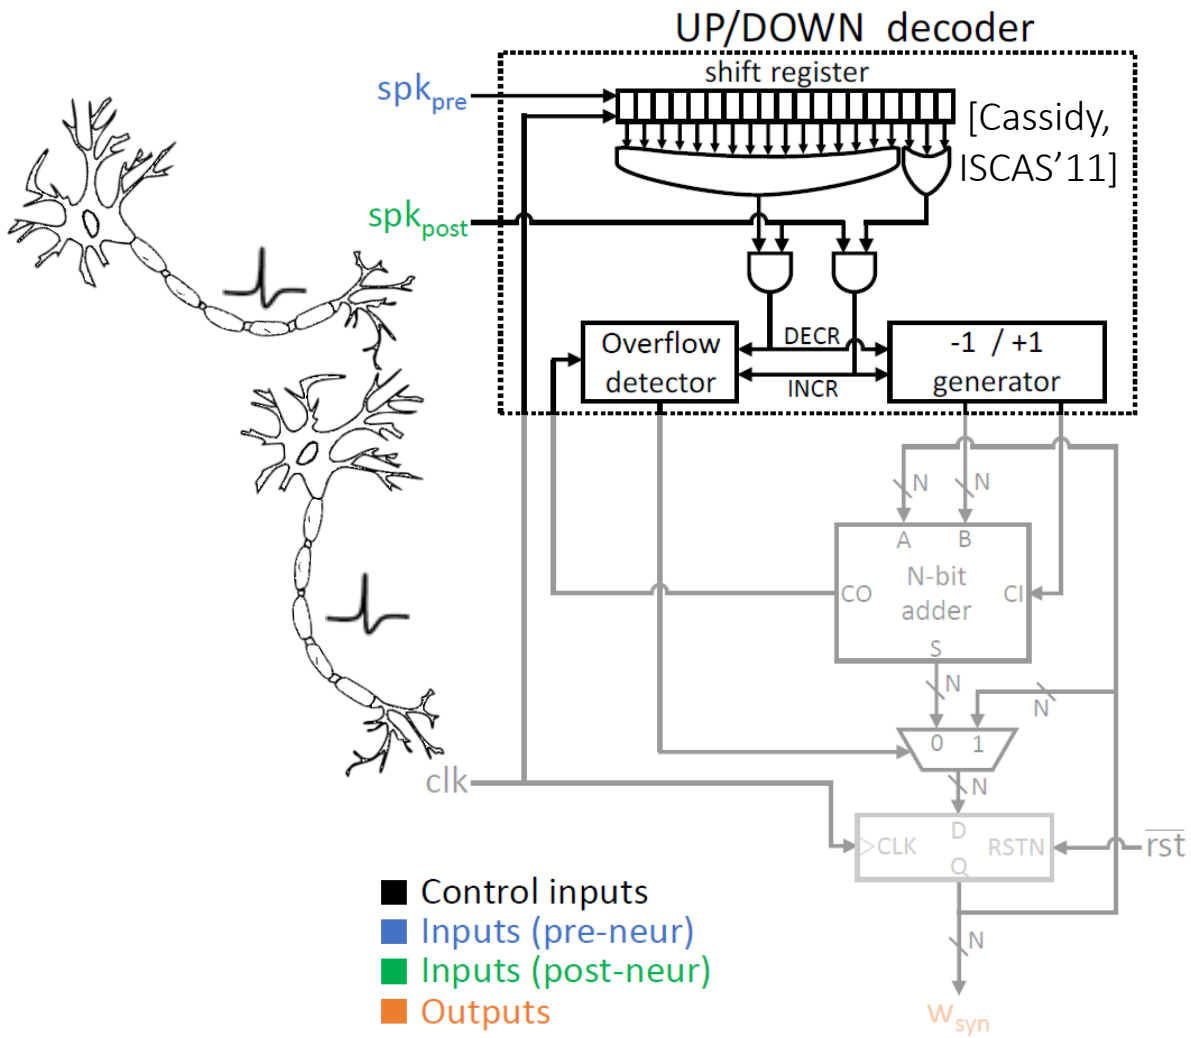 UP/DOWN decoder
shift register
spkpre
[Cassidy,
ISCAS'11]
spkpost
Overflow
detector
DECR
INCR
-1 / +1
generator
N
N
A
B
N-bit
adder
CO
CI
S
N
N
0
1
N
clk
D
CLK
RSTN
Q
rst
N
wsyn
Control inputs
Inputs (pre-neur)
Inputs (post-neur)
Outputs